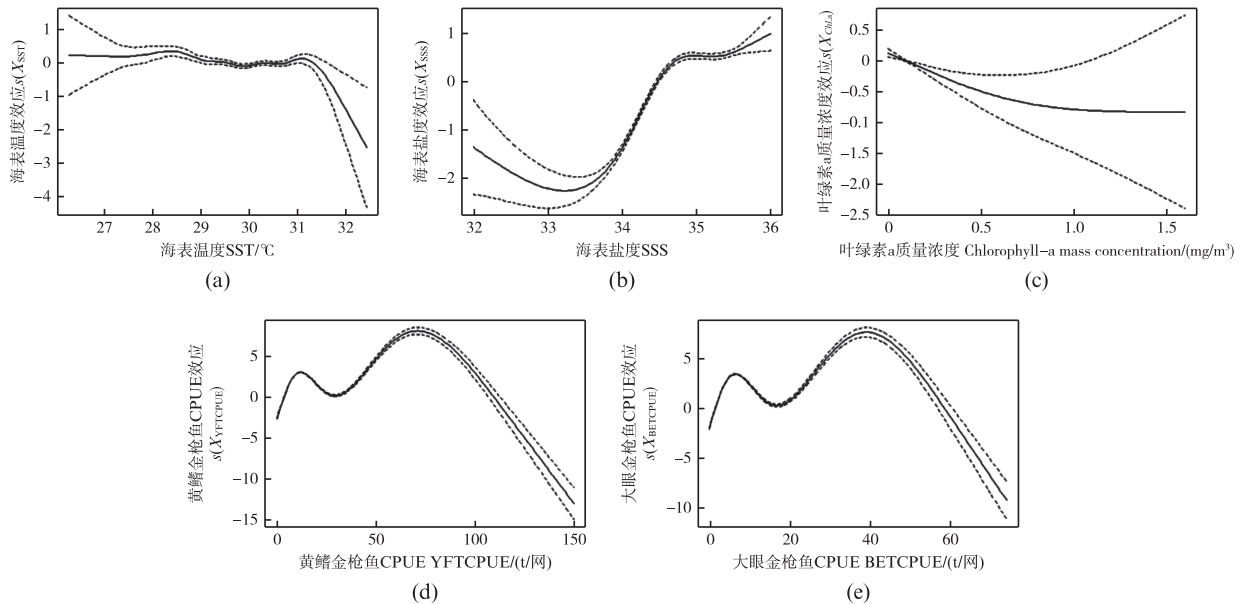 海表温度效应s(X_SST)
1
0
−1
−2
−3
−4
27 28 29 30 31 32
海表温度SST/℃
(a)
海表盐度效应s(X_SSS)
1
0
−1
−2
32 33 34 35 36
海表盐度SSS
(b)
叶绿素a质量浓度效应s(X_Chl.a)
0.5
0
−0.5
−0.1
−1.5
−2.0
−2.5
0 0.5 1.0 1.5
叶绿素a质量浓度 Chlorophyll−a mass concentration/(mg/m³)
(c)
黄鳍金枪鱼CPUE效应
s(X_YFTCPUE)
5
0
−5
−10
−15
0 50 100 150
黄鳍金枪鱼CPUE YFTCPUE/(t/网)
(d)
大眼金枪鱼CPUE效应
s(X_BETCPUE)
5
0
−5
−10
0 20 40 60
大眼金枪鱼CPUE BETCPUE/(t/网)
(e)